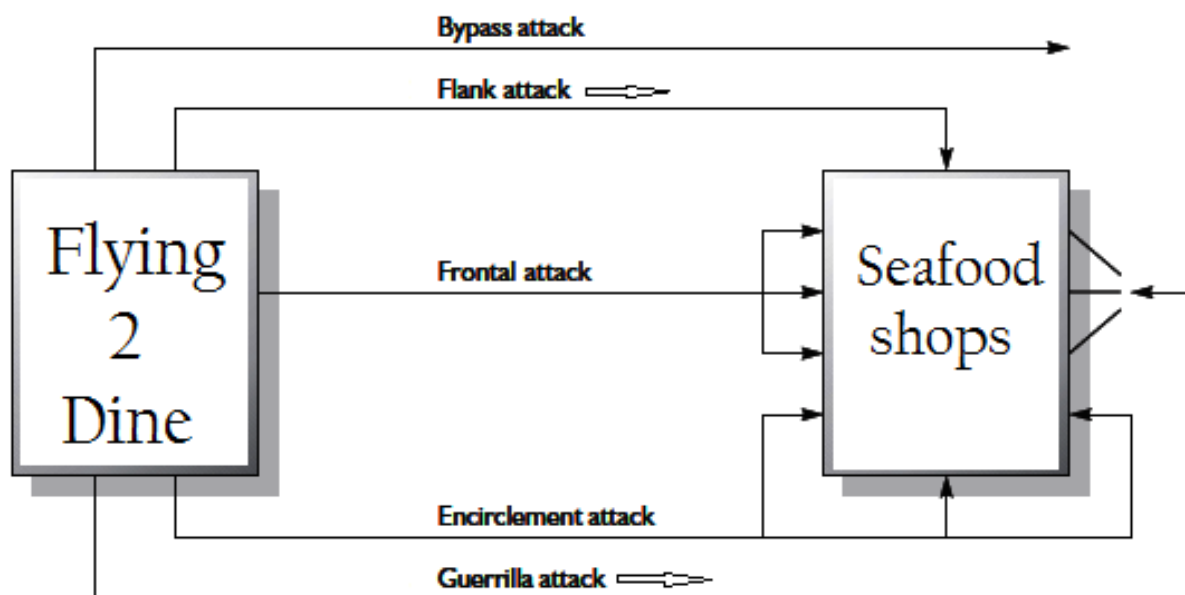 Bypass attack
Flank attack
Flying
2
Dine
Frontal attack
Seafood
shops
Encirclement attack
Guerrilla attack